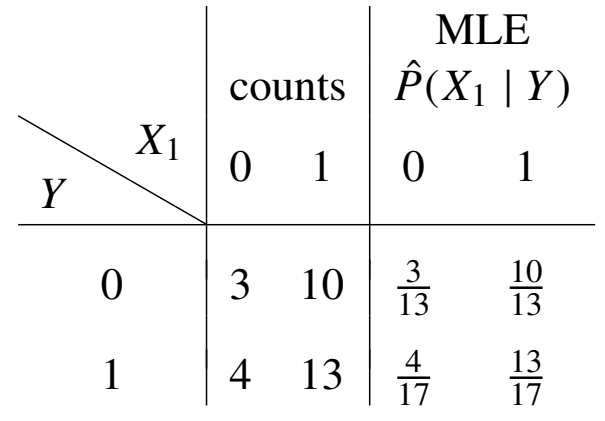 MLE
counts P̂(X₁ | Y)
X₁
Y 0 1 0 1
0 3 10 3/13 10/13
1 4 13 4/17 13/17